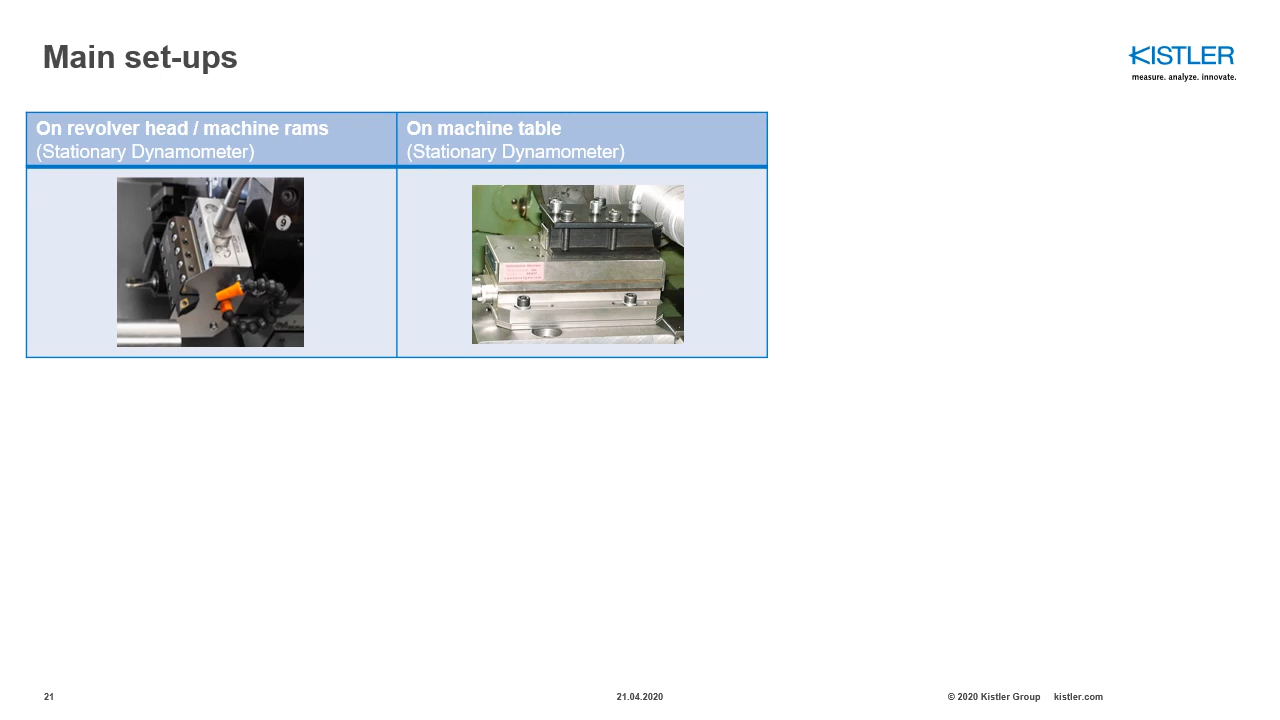 Main set-ups
KISTLER
measure. analyze. innovate.
On revolver head / machine rams
(Stationary Dynamometer)
On machine table
(Stationary Dynamometer)
9
21
21.04.2020
© 2020 Kistler Group kistler.com